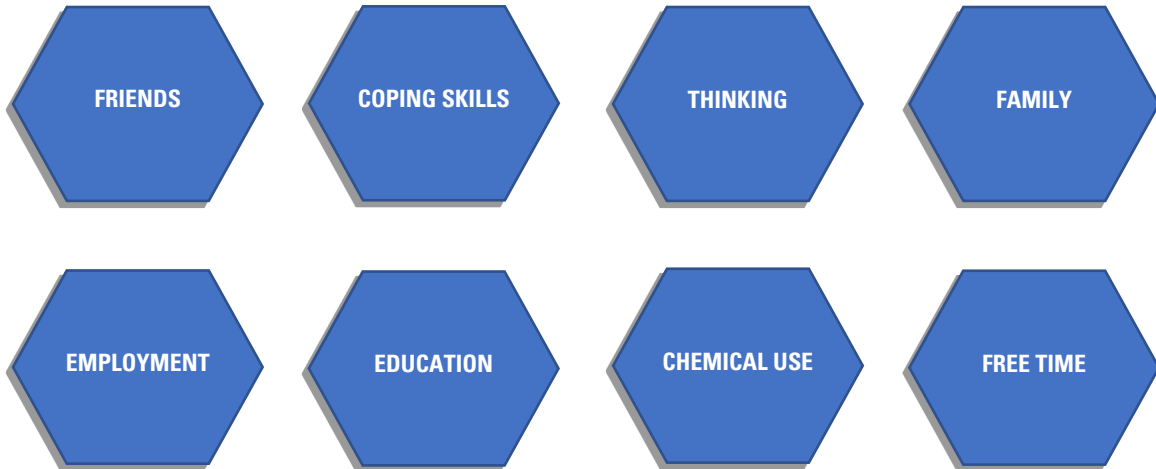 FRIENDS
COPING SKILLS
THINKING
FAMILY
EMPLOYMENT
EDUCATION
CHEMICAL USE
FREE TIME